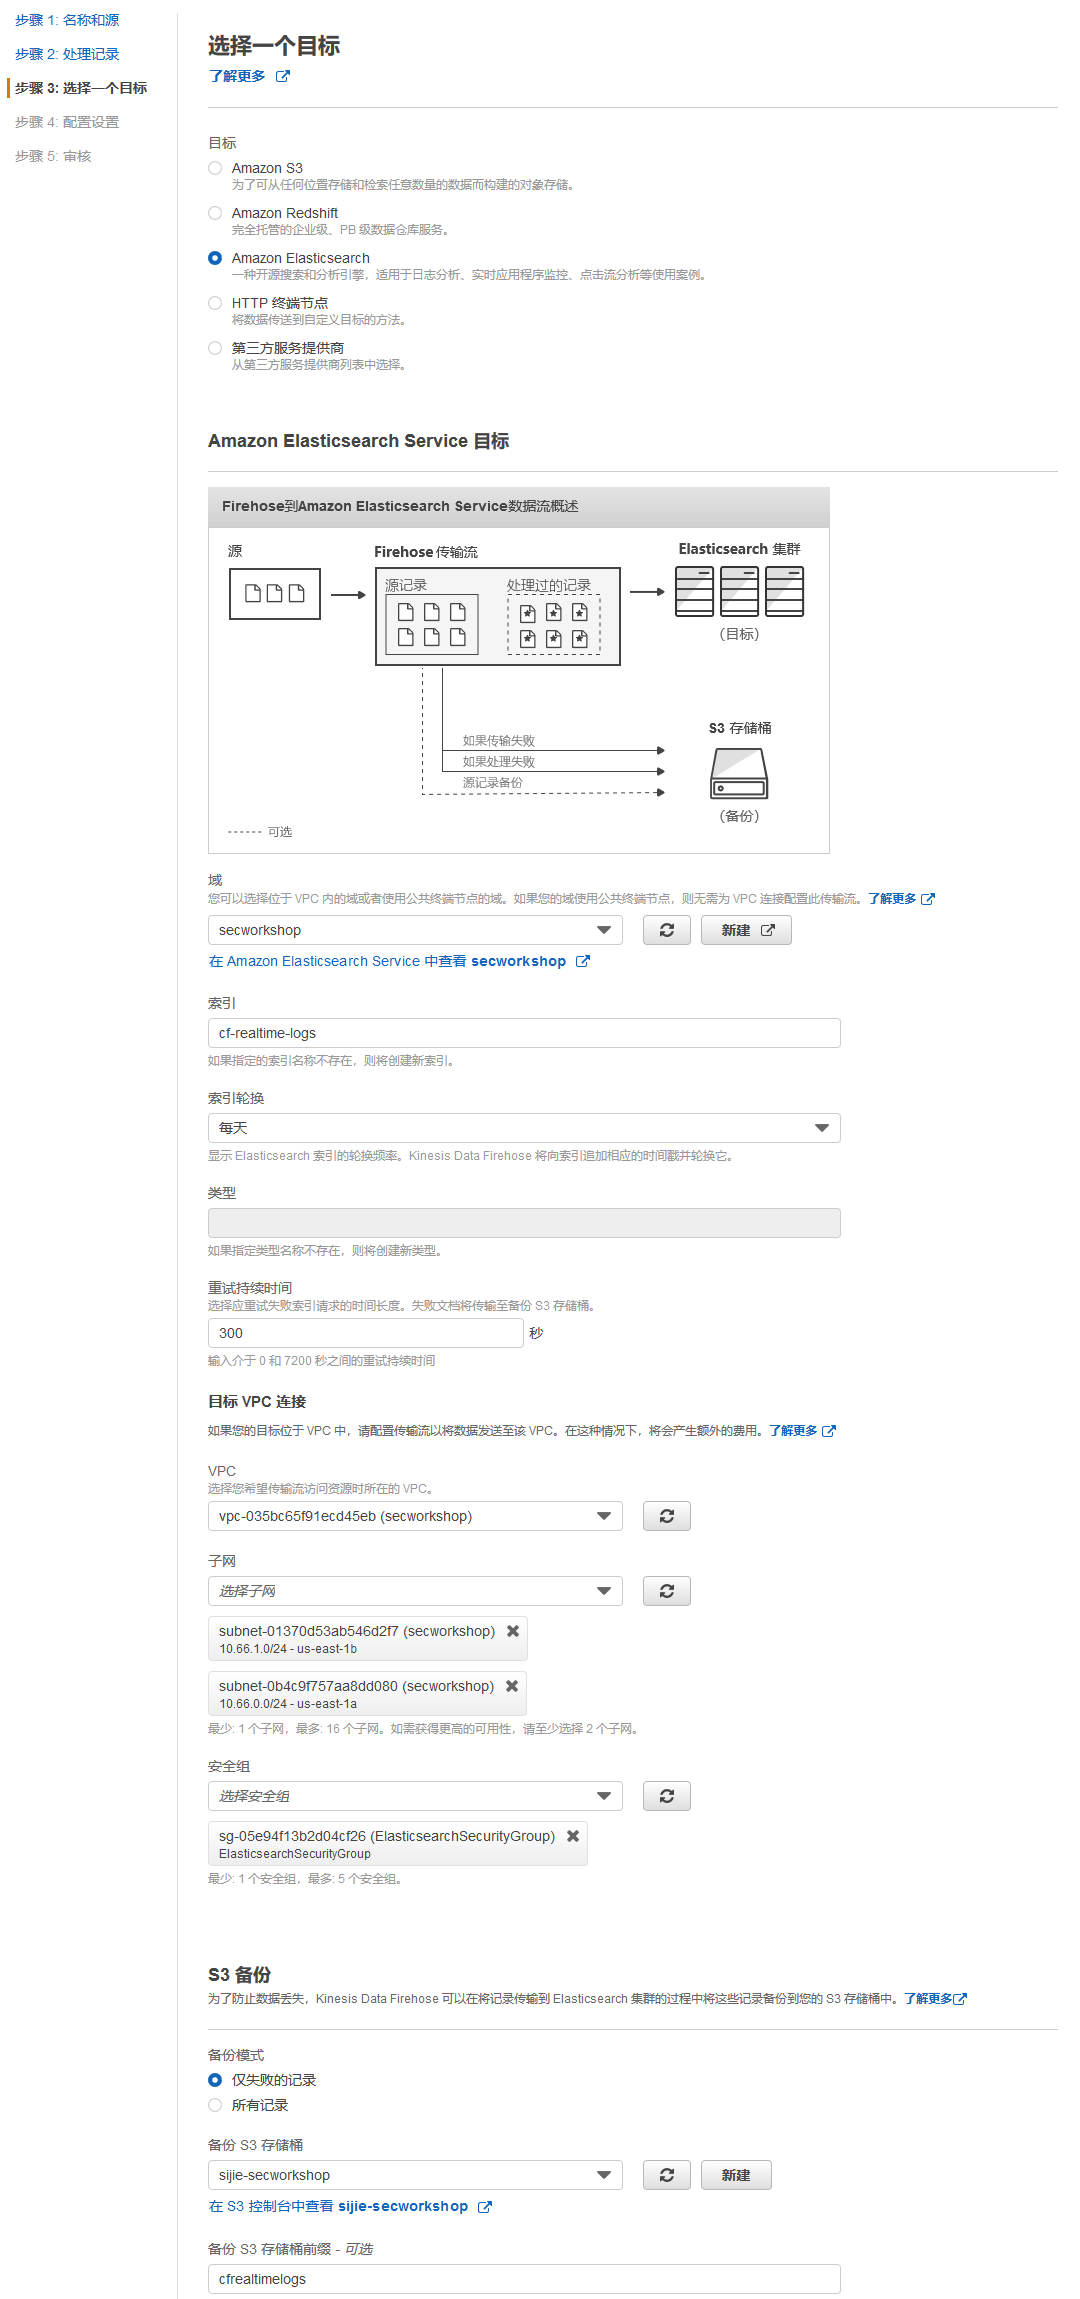 步骤 1: 名称和源
步骤 2: 处理记录
步骤 3: 选择一个目标
步骤 4: 配置设置
步骤 5: 审核
选择一个目标
了解更多
目标
Amazon S3
为了可从任何位置存储和检索任意数量的数据而构建的对象存储。
Amazon Redshift
完全托管的企业级、PB 级数据仓库服务。
Amazon Elasticsearch
一种开源搜索和分析引擎，适用于日志分析、实时应用程序监控、点击流分析等使用案例。
HTTP 终端节点
将数据传送到自定义目标的方法。
第三方服务提供商
从第三方服务提供商列表中选择。
Amazon Elasticsearch Service 目标
Firehose到Amazon Elasticsearch Service数据流概述
源
Firehose 传输流
Elasticsearch 集群
源记录
处理过的记录
（目标）
S3 存储桶
如果传输失败
如果处理失败
源记录备份
（备份）
可选
域
您可以选择位于 VPC 内的域或者使用公共终端节点的域。如果您的域使用公共终端节点，则无需为 VPC 连接配置此传输流。了解更多
secworkshop
新建
在 Amazon Elasticsearch Service 中查看 secworkshop
索引
cf-realtime-logs
如果指定的索引名称不存在，则将创建新索引。
索引轮换
每天
显示 Elasticsearch 索引的轮换频率。Kinesis Data Firehose 将向索引追加相应的时间戳并轮换它。
类型
如果指定类型名称不存在，则将创建新类型。
重试持续时间
选择应重试失败索引请求的时间长度。失败文档将传输至备份 S3 存储桶。
300 秒
输入介于 0 和 7200 秒之间的重试持续时间
目标 VPC 连接
如果您的目标位于 VPC 中，请配置传输流以将数据发送至该 VPC。在这种情况下，将会产生额外的费用。了解更多
VPC
选择您希望传输流访问资源时所在的 VPC。
vpc-035bc65f91ecd45eb (secworkshop)
子网
选择子网
subnet-01370d53ab546d2f7 (secworkshop)
10.66.1.0/24 - us-east-1b
subnet-0b4c9f757aa8dd080 (secworkshop)
10.66.0.0/24 - us-east-1a
最少: 1 个子网，最多: 16 个子网。如需获得更高的可用性，请至少选择 2 个子网。
安全组
选择安全组
sg-05e94f13b2d04cf26 (ElasticsearchSecurityGroup)
ElasticsearchSecurityGroup
最少: 1 个安全组，最多: 5 个安全组。
S3 备份
为了防止数据丢失，Kinesis Data Firehose 可以在将记录传输到 Elasticsearch 集群的过程中将这些记录备份到您的 S3 存储桶中。了解更多
备份模式
仅失败的记录
所有记录
备份 S3 存储桶
sijie-secworkshop
新建
在 S3 控制台中查看 sijie-secworkshop
备份 S3 存储桶前缀 - 可选
cfrealtimelogs